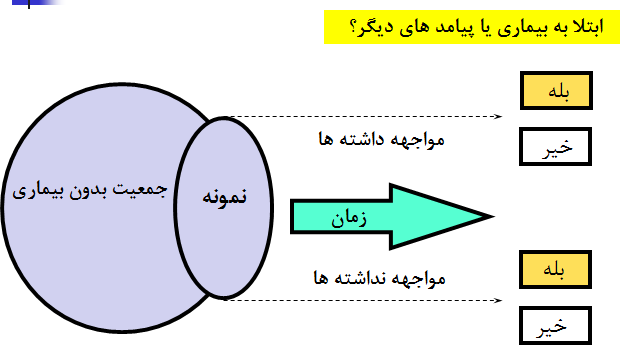 ابتلا به بیماری یا پیامد های دیگر؟
بله
مواجهه داشته ها
خیر
جمعیت بدون بیماری
نمونه
زمان
بله
مواجهه نداشته ها
خیر